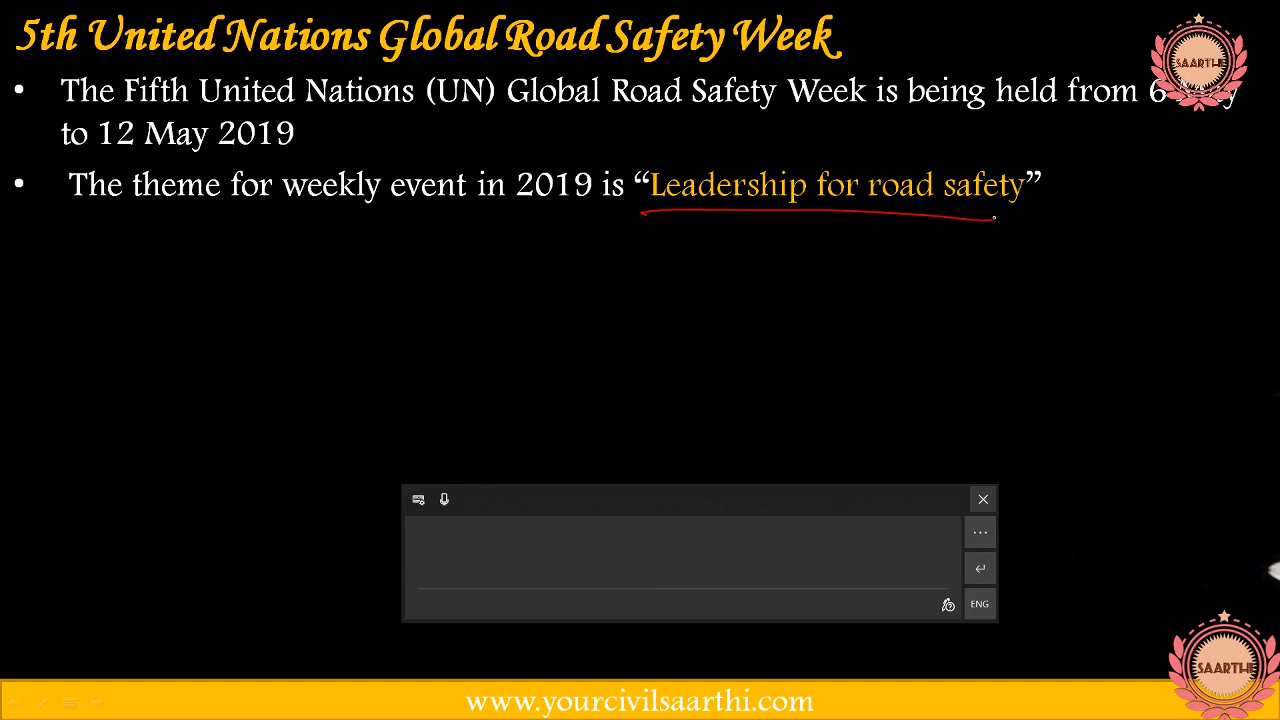 5th United Nations Global Road Safety Week
SAARTHI
• The Fifth United Nations (UN) Global Road Safety Week is being held from 6
to 12 May 2019
• The theme for weekly event in 2019 is “Leadership for road safety”
ENG
SAARTHI
www.yourcivilsaarthi.com